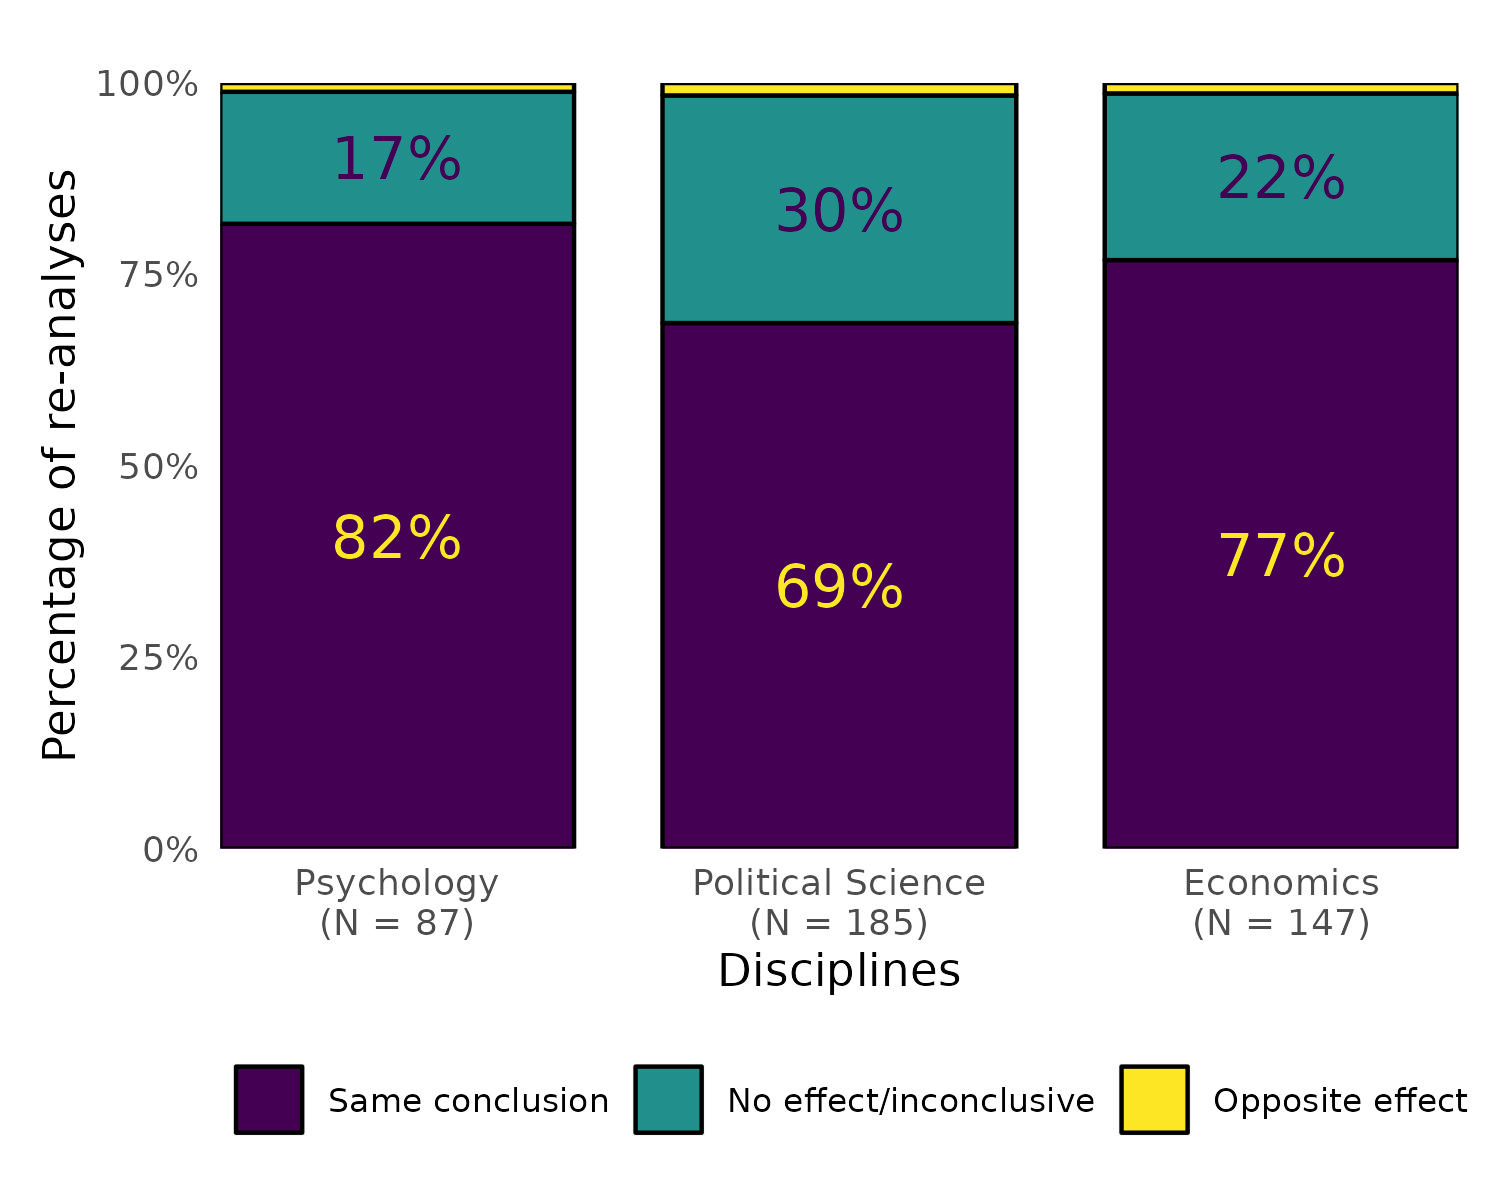 Percentage of re-analyses
100%
75%
50%
25%
0%
17%
30%
22%
82%
69%
77%
Psychology
(N = 87)
Political Science
(N = 185)
Economics
(N = 147)
Disciplines
Same conclusion
No effect/inconclusive
Opposite effect